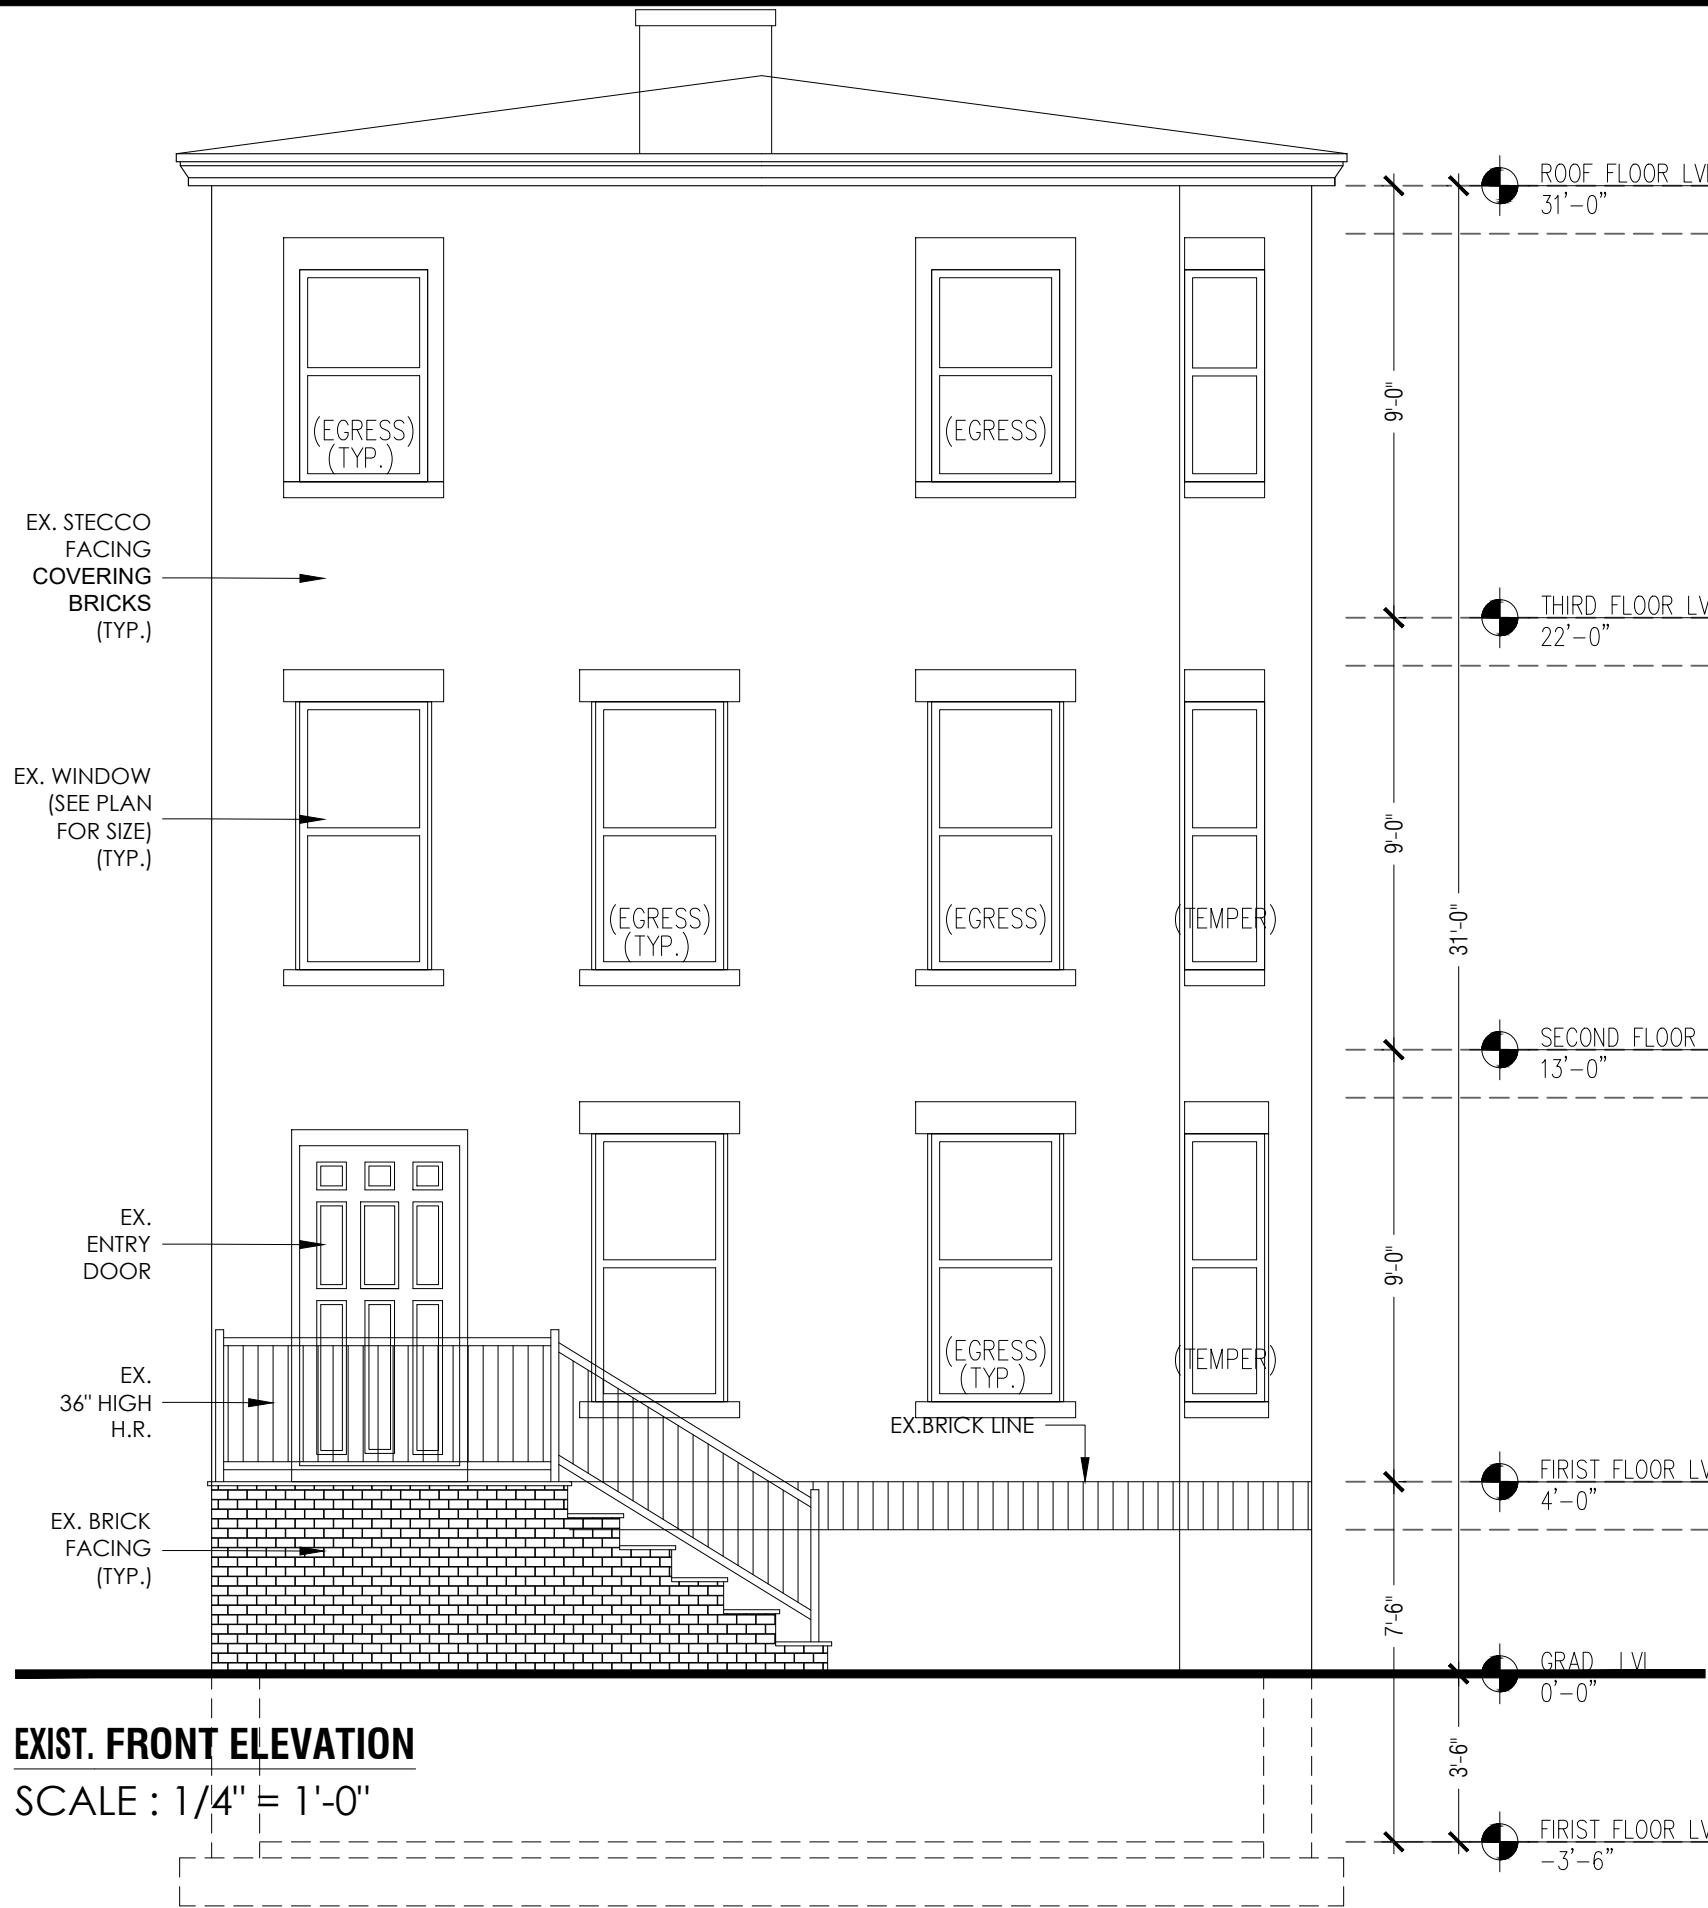 ROOF FLOOR LV
31'-0"
(EGRESS)
(TYP.)
(EGRESS)
9'-0"
EX. STECCO
FACING
COVERING
BRICKS
(TYP.)
THIRD FLOOR LV
22'-0"
EX. WINDOW
(SEE PLAN
FOR SIZE)
(TYP.)
9'-0"
(EGRESS)
(TYP.)
(EGRESS)
(TEMPER)
31'-0"
SECOND FLOOR
13'-0"
EX.
ENTRY
DOOR
9'-0"
(EGRESS)
(TYP.)
(TEMPER)
EX.
36" HIGH
H.R.
EX.BRICK LINE
FIRIST FLOOR LV
4'-0"
EX. BRICK
FACING
(TYP.)
7'-6"
GRAD LVL
0'-0"
EXIST. FRONT ELEVATION
SCALE : 1/4" = 1'-0"
3'-6"
FIRIST FLOOR LV
-3'-6"